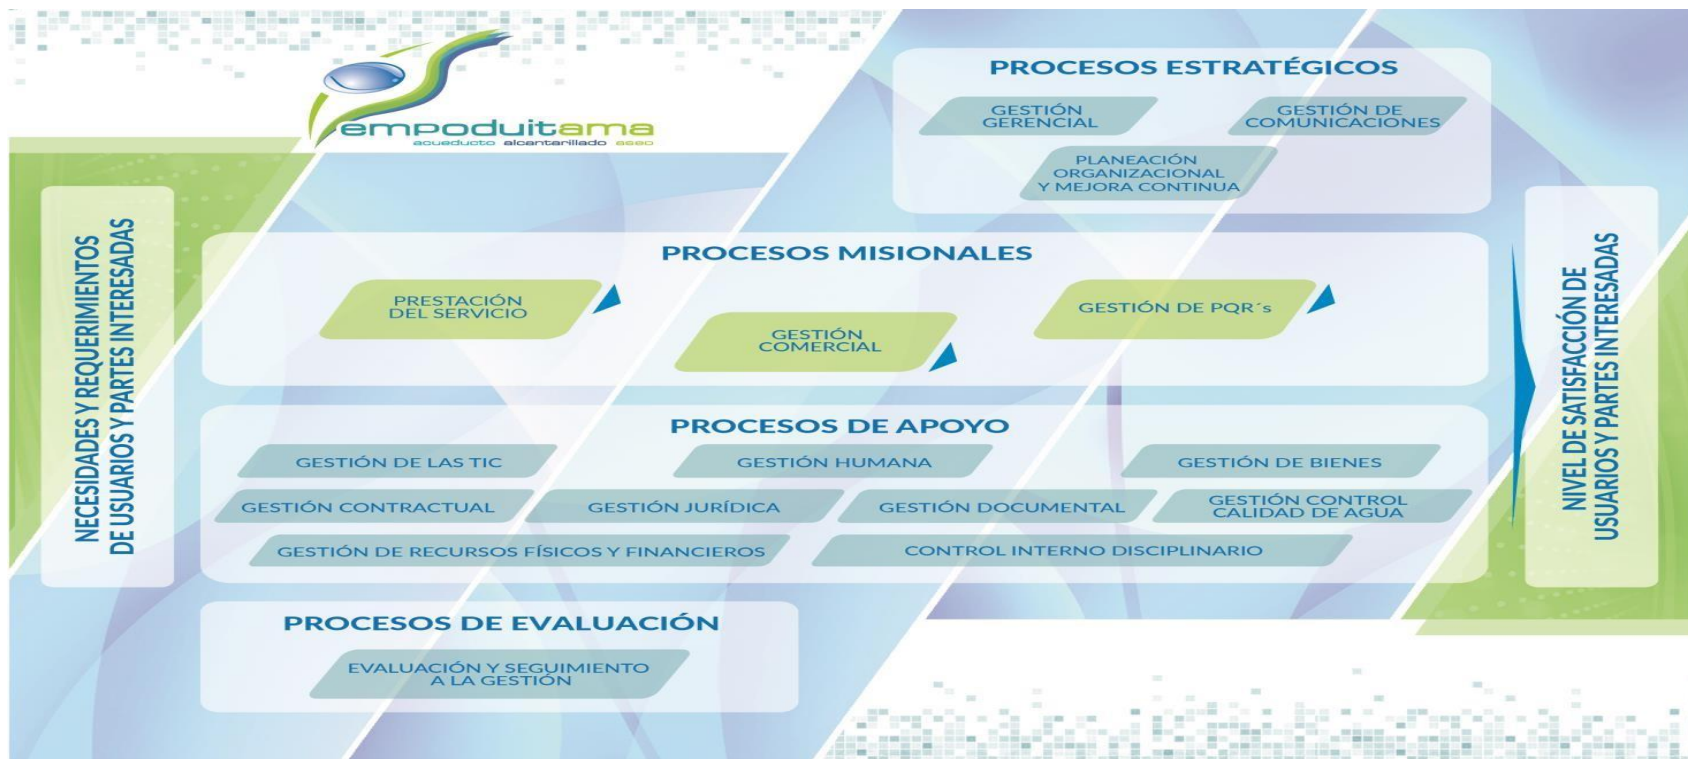 empoduitama
acueducto alcantarillado aseo
PROCESOS ESTRATÉGICOS
GESTIÓN
GERENCIAL
GESTIÓN DE
COMUNICACIONES
PLANEACIÓN
ORGANIZACIONAL
Y MEJORA CONTINUA
NECESIDADES Y REQUERIMIENTOS
DE USUARIOS Y PARTES INTERESADAS
PROCESOS MISIONALES
PRESTACIÓN
DEL SERVICIO
GESTIÓN
COMERCIAL
GESTIÓN DE PQR´s
PROCESOS DE APOYO
GESTIÓN DE LAS TIC
GESTIÓN HUMANA
GESTIÓN DE BIENES
GESTIÓN CONTRACTUAL
GESTIÓN JURÍDICA
GESTIÓN DOCUMENTAL
GESTIÓN CONTROL
CALIDAD DE AGUA
GESTIÓN DE RECURSOS FÍSICOS Y FINANCIEROS
CONTROL INTERNO DISCIPLINARIO
PROCESOS DE EVALUACIÓN
EVALUACIÓN Y SEGUIMIENTO
A LA GESTIÓN
NIVEL DE SATISFACCIÓN DE
USUARIOS Y PARTES INTERESADAS